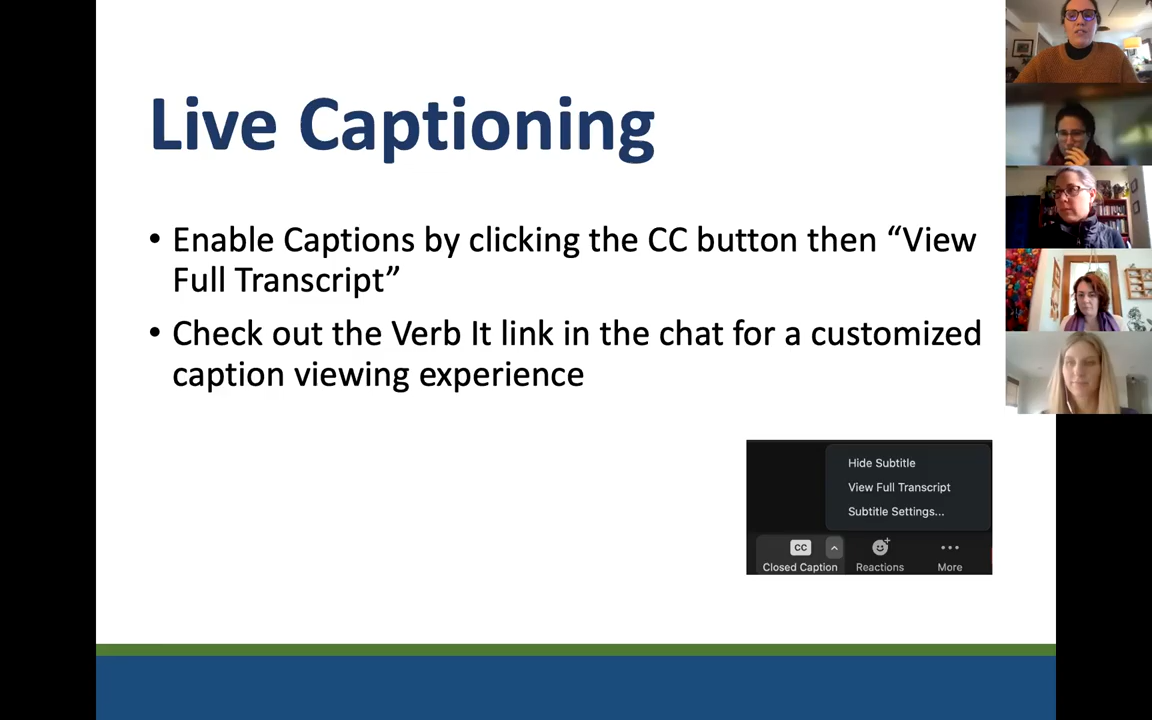 Live Captioning
• Enable Captions by clicking the CC button then “View
Full Transcript”
• Check out the Verb It link in the chat for a customized
caption viewing experience
Hide Subtitle
View Full Transcript
Subtitle Settings...
CC
Closed Caption
Reactions
More